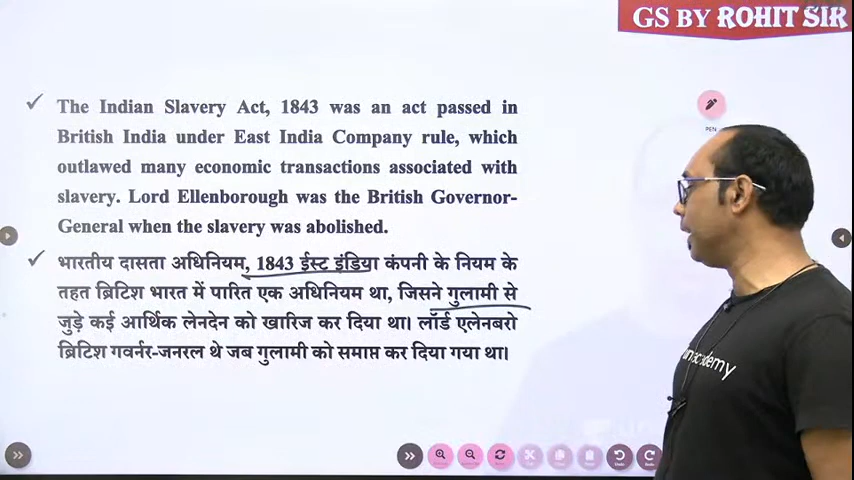 GS BY ROHIT SIR
The Indian Slavery Act, 1843 was an act passed in
British India under East India Company rule, which
outlawed many economic transactions associated with
slavery. Lord Ellenborough was the British Governor-
General when the slavery was abolished.
भारतीय दासता अधिनियम, 1843 ईस्ट इंडिया कंपनी के नियम के
तहत ब्रिटिश भारत में पारित एक अधिनियम था, जिसने गुलामी से
जुड़े कई आर्थिक लेनदेन को खारिज कर दिया था। लॉर्ड एलेनबरो
ब्रिटिश गवर्नर-जनरल थे जब गुलामी को समाप्त कर दिया गया था।
PEN